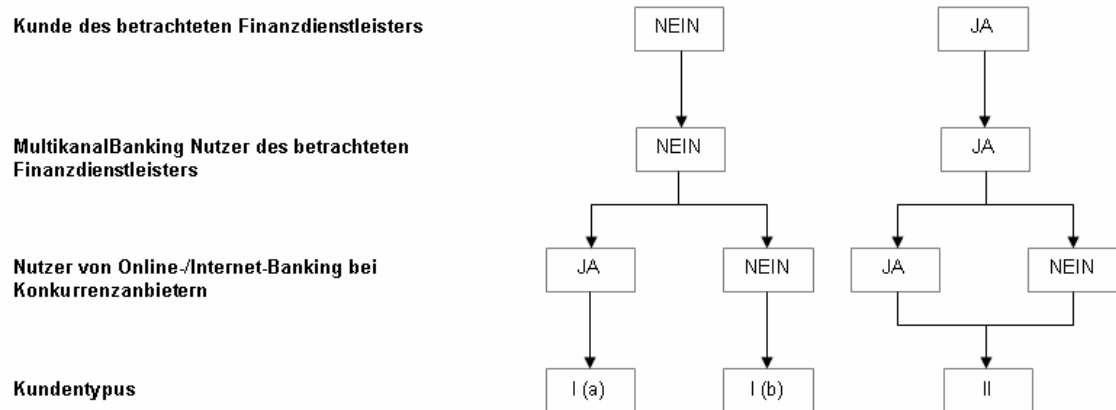 Kunde des betrachteten Finanzdienstleisters
NEIN
JA
MultikanalBanking Nutzer des betrachteten
Finanzdienstleisters
NEIN
JA
Nutzer von Online-/Internet-Banking bei
Konkurrenzanbietern
JA
NEIN
JA
NEIN
Kundentypus
I (a)
I (b)
II